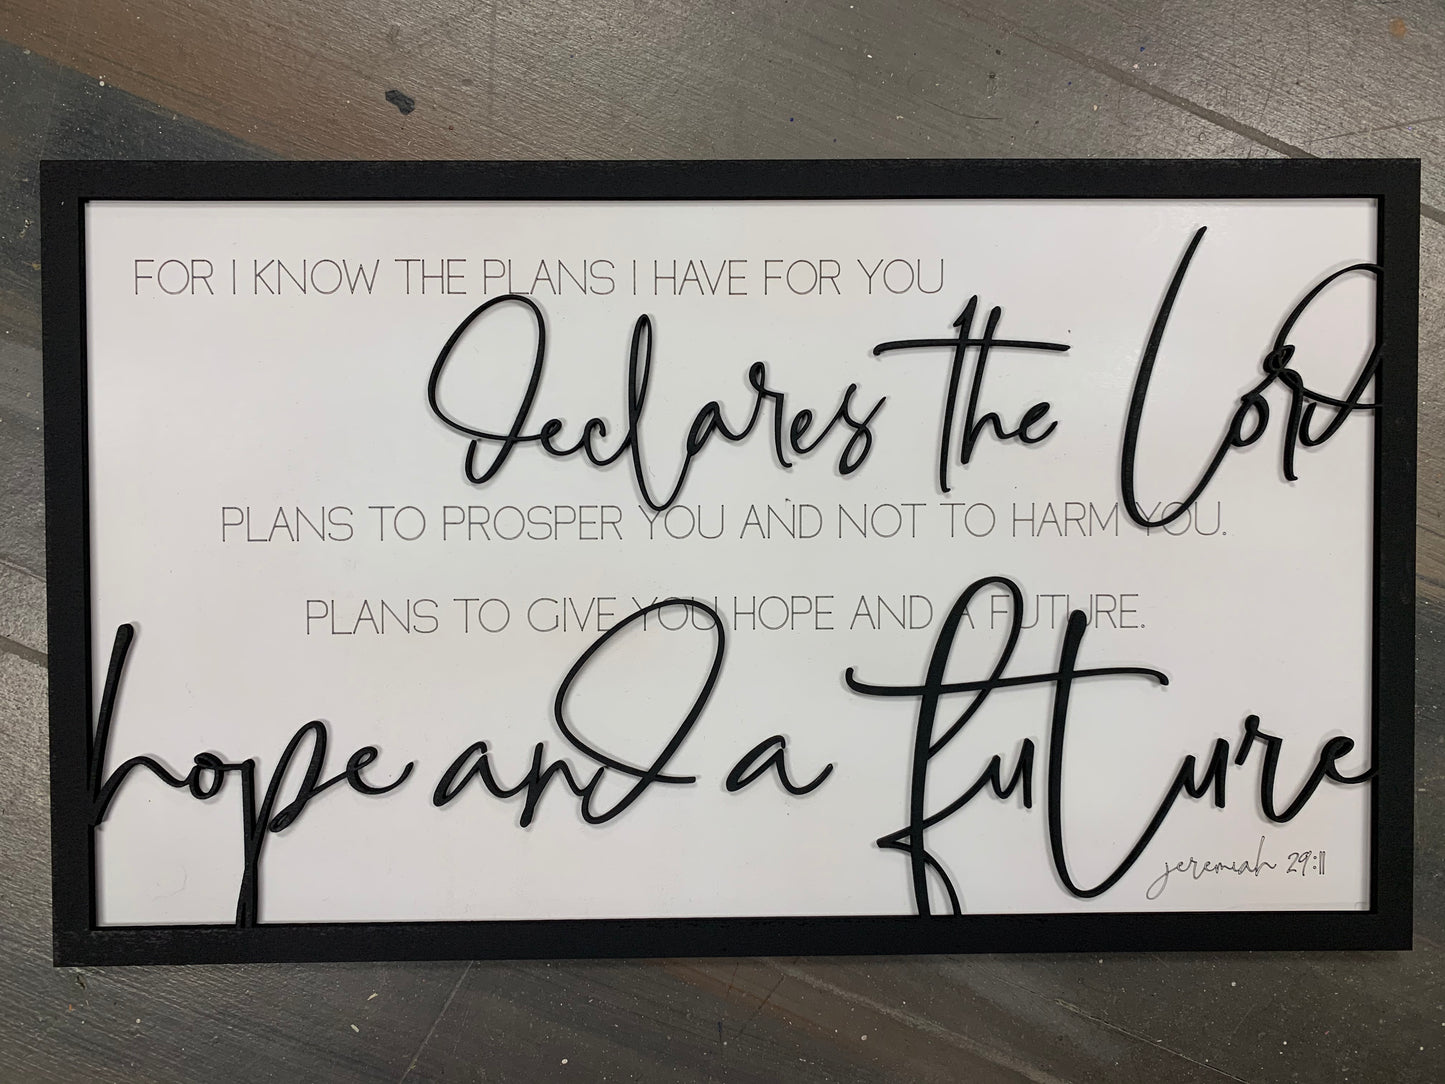 FOR I KNOW THE PLANS I HAVE FOR YOU
Declares the Lord
PLANS TO PROSPER YOU AND NOT TO HARM YOU.
PLANS TO GIVE YOU HOPE AND A FUTURE.
hope and a future
jeremiah 29:11